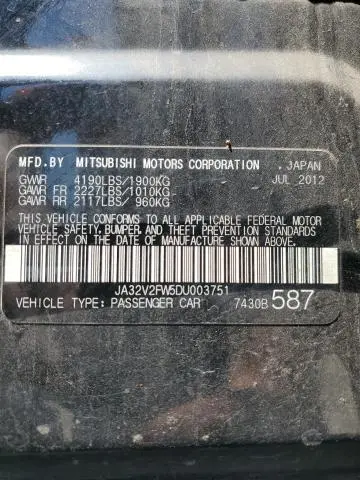 MFD.BY MITSUBISHI MOTORS CORPORATION .JAPAN
GVWR 4190LBS/1900KG JUL 2012
GAWR FR 2227LBS/1010KG
GAWR RR 2117LBS/ 960KG
THIS VEHICLE CONFORMS TO ALL APPLICABLE FEDERAL MOTOR
VEHICLE SAFETY, BUMPER, AND THEFT PREVENTION STANDARDS
IN EFFECT ON THE DATE OF MANUFACTURE SHOWN ABOVE.
JA32V2FW5DU003751
VEHICLE TYPE: PASSENGER CAR 7430B 587